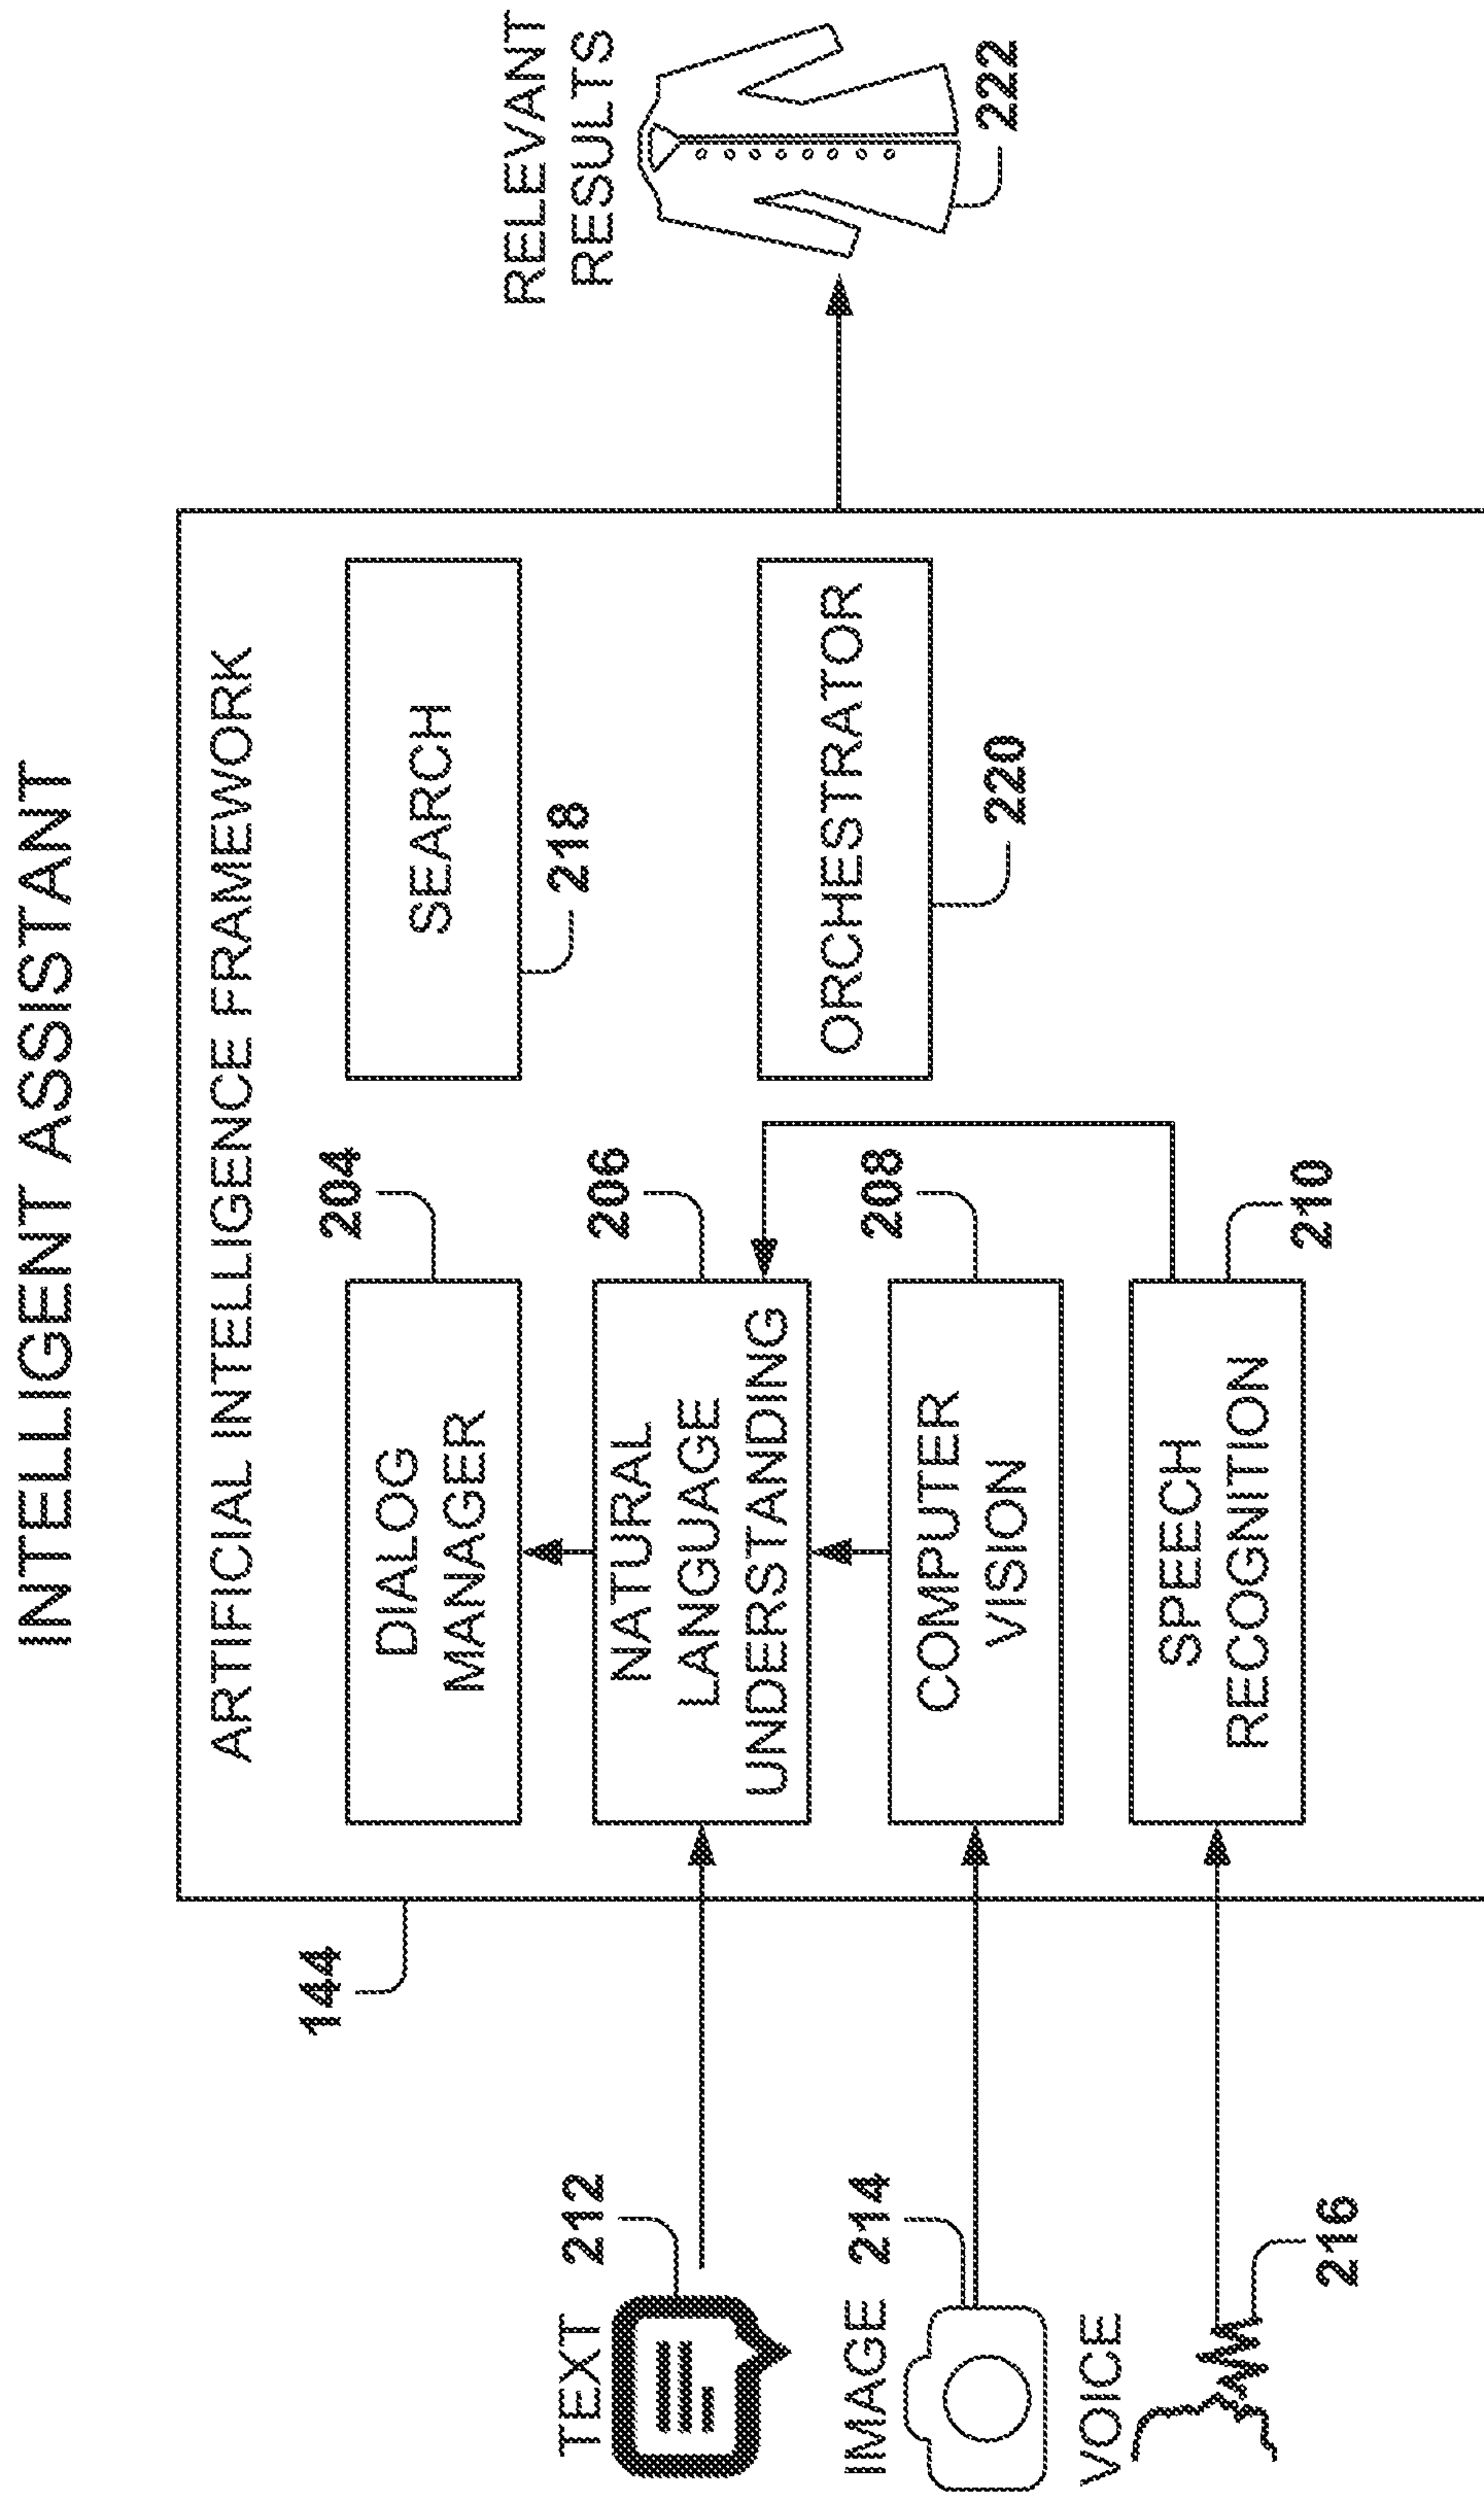 INTELLIGENT ASSISTANT
144
ARTIFICIAL INTELLIGENCE FRAMEWORK
TEXT 212
IMAGE 214
VOICE
216
DIALOG
MANAGER
204
NATURAL
LANGUAGE
UNDERSTANDING
206
COMPUTER
VISION
208
SPEECH
RECOGNITION
210
SEARCH
218
ORCHESTRATOR
220
RELEVANT
RESULTS
222